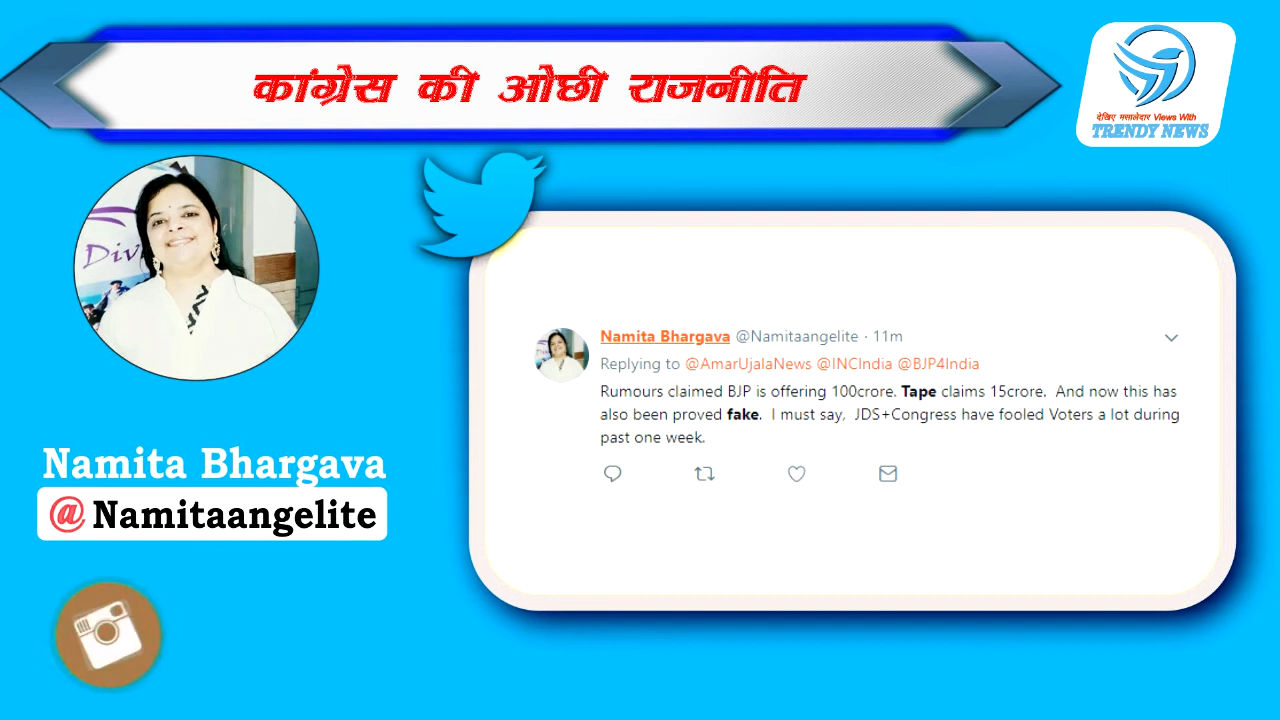 कांग्रेस की ओछी राजनीति
देखिए मसालेदार Views With
TRENDY NEWS
Div
Namita Bhargava @Namitaangelite · 11m
Replying to @AmarUjalaNews @INCIndia @BJP4India
Rumours claimed BJP is offering 100crore. Tape claims 15crore. And now this has
also been proved fake. I must say, JDS+Congress have fooled Voters a lot during
past one week.
Namita Bhargava
@Namitaangelite